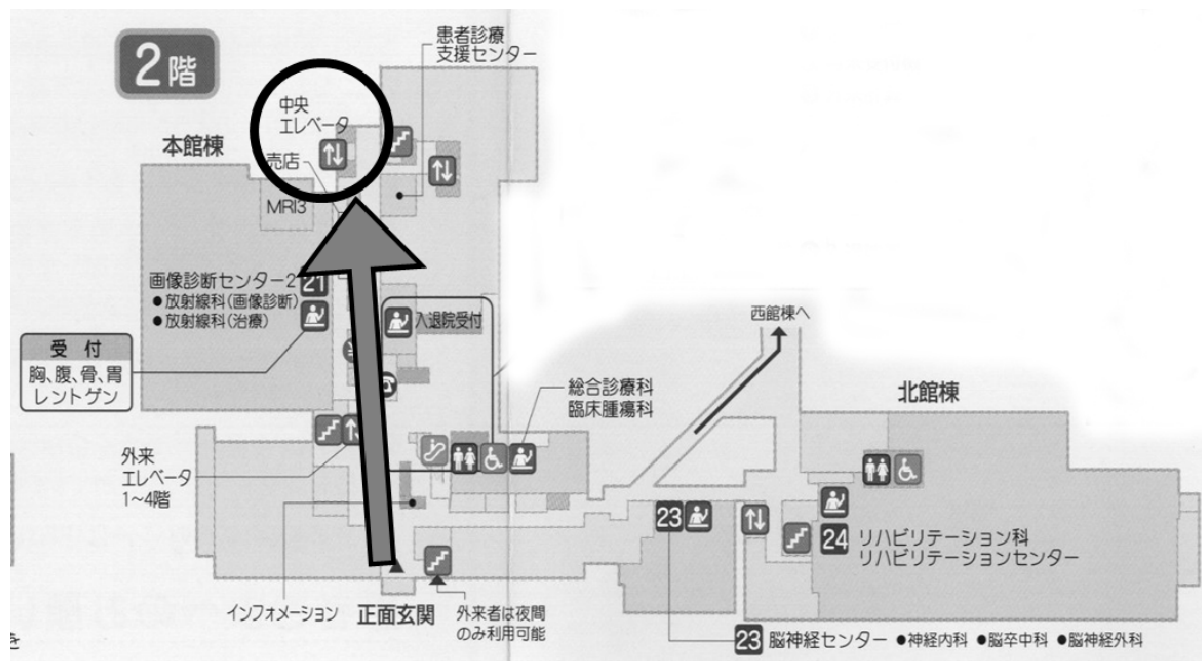 2階
患者診療
支援センター
中央
エレベータ
本館棟
売店
MRI3
画像診断センター2 21
●放射線科(画像診断)
●放射線科(治療)
入退院受付
受付
胸、腹、骨、胃
レントゲン
西館棟へ
総合診療科
臨床腫瘍科
北館棟
外来
エレベータ
1~4階
23
24 リハビリテーション科
リハビリテーションセンター
インフォメーション
正面玄関
外来者は夜間
のみ利用可能
23 脳神経センター ●神経内科 ●脳卒中科 ●脳神経外科